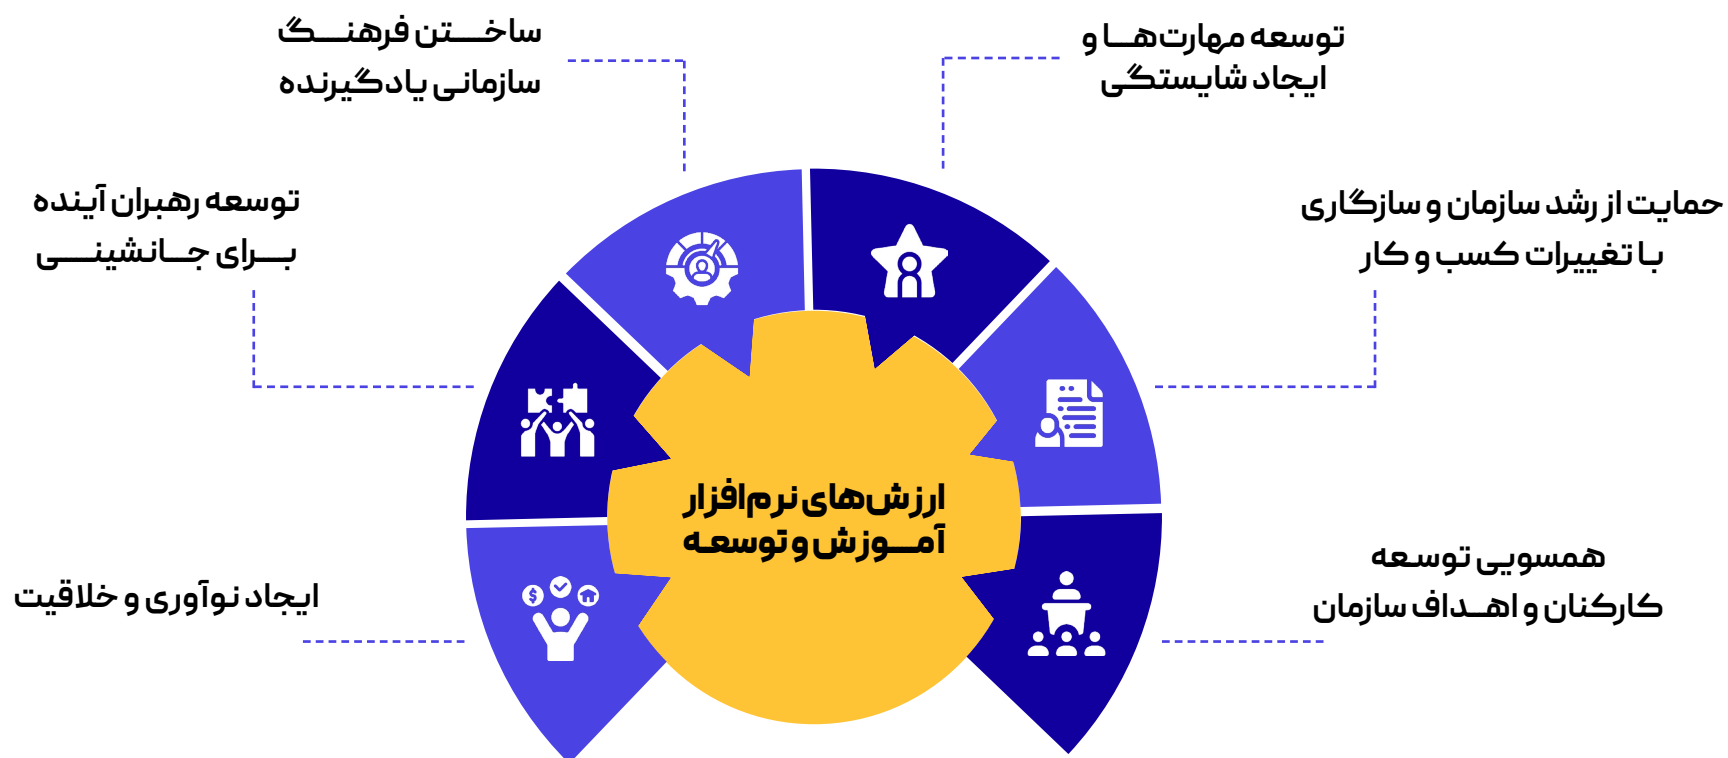 توسعه مهارت‌ها و
ایجاد شایستگی
ساختن فرهنگ
سازمانی یادگیرنده
حمایت از رشد سازمان و سازگاری
با تغییرات کسب و کار
توسعه رهبران آینده
برای جانشینی
ارزش‌های نرم‌افزار
آموزش و توسعه
همسویی توسعه
کارکنان و اهداف سازمان
ایجاد نوآوری و خلاقیت
$